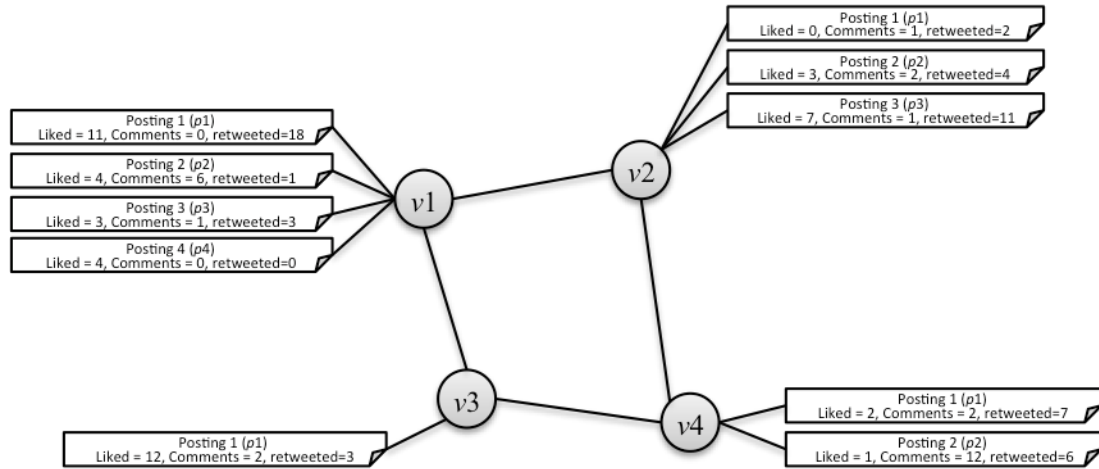 Posting 1 (p1)
Liked = 0, Comments = 1, retweeted=2
Posting 2 (p2)
Liked = 3, Comments = 2, retweeted=4
Posting 3 (p3)
Liked = 7, Comments = 1, retweeted=11
Posting 1 (p1)
Liked = 11, Comments = 0, retweeted=18
Posting 2 (p2)
Liked = 4, Comments = 6, retweeted=1
Posting 3 (p3)
Liked = 3, Comments = 1, retweeted=3
Posting 4 (p4)
Liked = 4, Comments = 0, retweeted=0
v1
v2
v3
v4
Posting 1 (p1)
Liked = 12, Comments = 2, retweeted=3
Posting 1 (p1)
Liked = 2, Comments = 2, retweeted=7
Posting 2 (p2)
Liked = 1, Comments = 12, retweeted=6